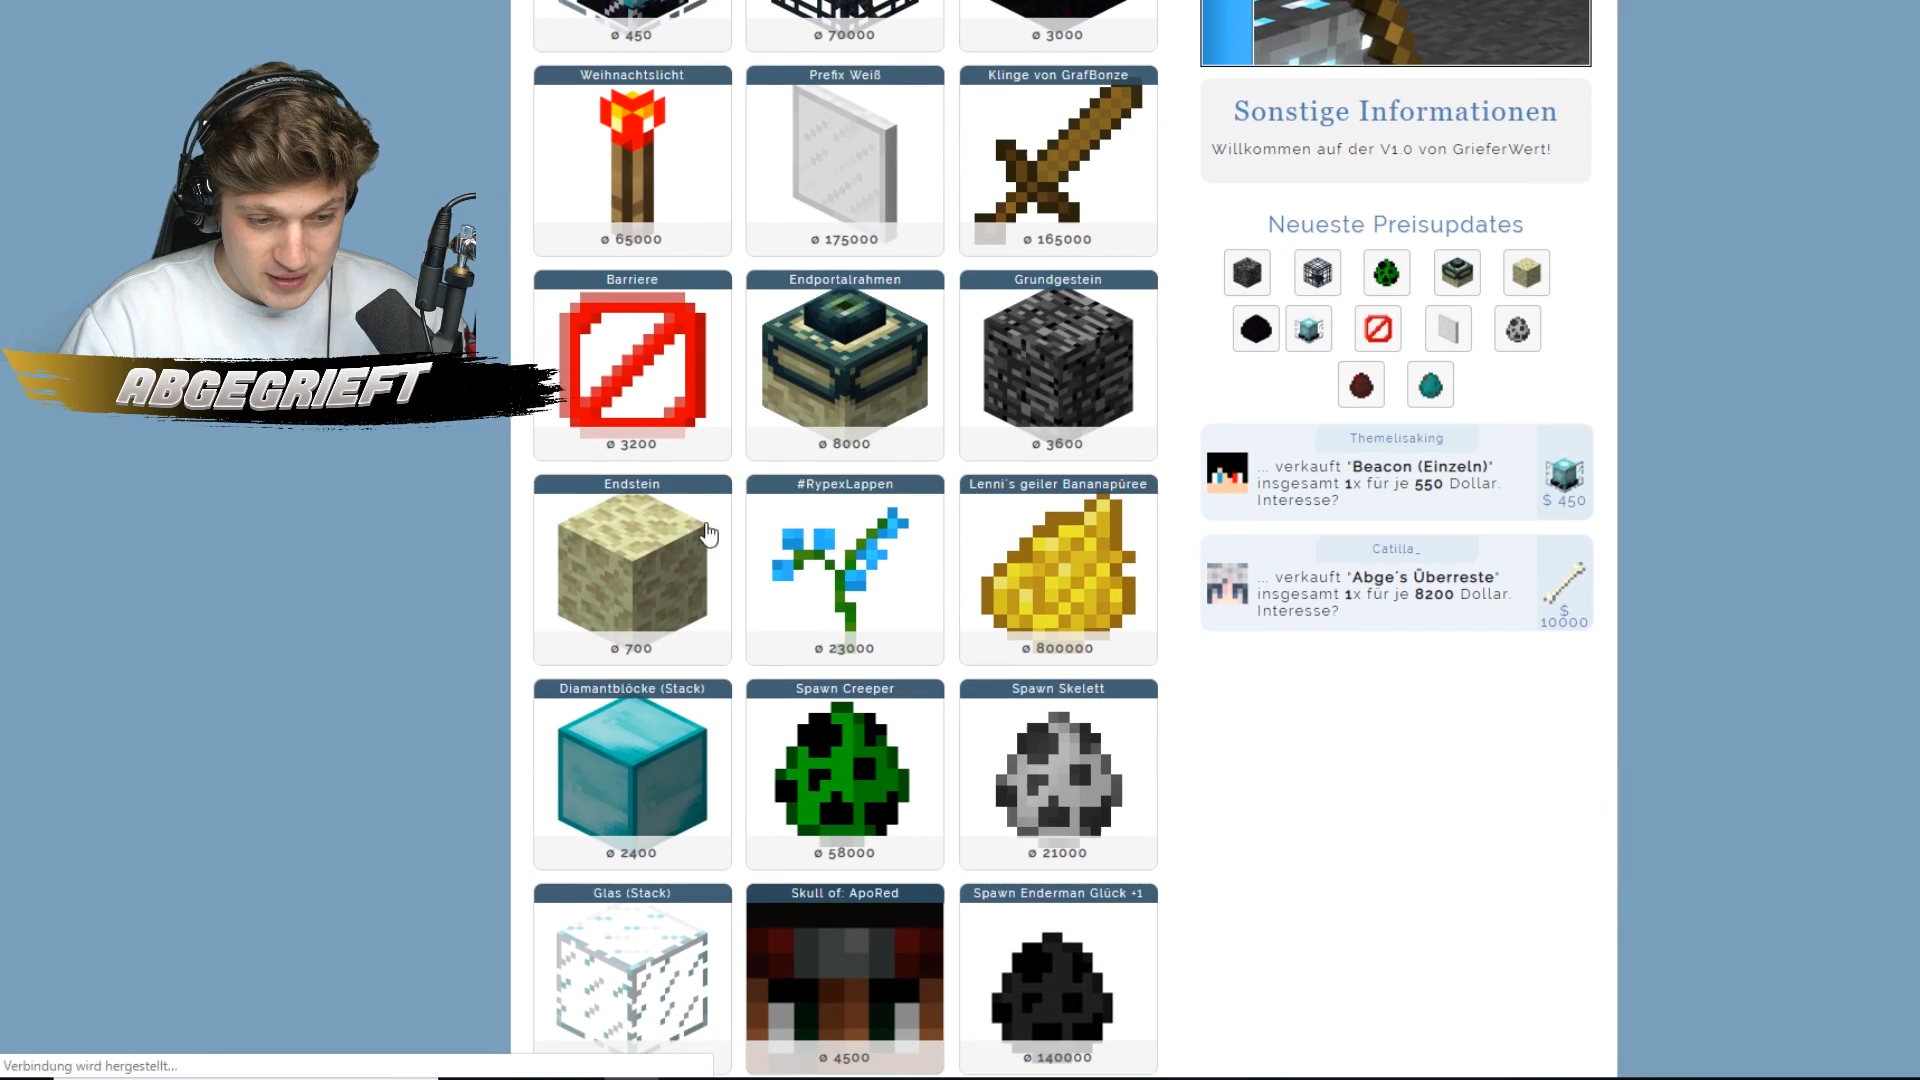 ø 450
ø 70000
ø 3000
Weihnachtslicht
Prefix Weiß
Klinge von GrafBonze
ø 65000
ø 175000
ø 165000
Barriere
Endportalrahmen
Grundgestein
ø 3200
ø 8000
ø 3600
Endstein
#RypexLappen
Lenni´s geiler Bananapüree
ø 700
ø 23000
ø 800000
Diamantblöcke (Stack)
Spawn Creeper
Spawn Skelett
ø 2400
ø 58000
ø 21000
Glas (Stack)
Skull of: ApoRed
Spawn Enderman Glück +1
ø 4500
ø 140000
Sonstige Informationen
Willkommen auf der V1.0 von GrieferWert!
Neueste Preisupdates
Themelisaking
... verkauft "Beacon (Einzeln)"
insgesamt 1x für je 550 Dollar.
Interesse?
$ 450
Catilla_
... verkauft "Abge´s Überreste"
insgesamt 1x für je 8200 Dollar.
Interesse?
$
10000
ABGEGRIEFT
Verbindung wird hergestellt...